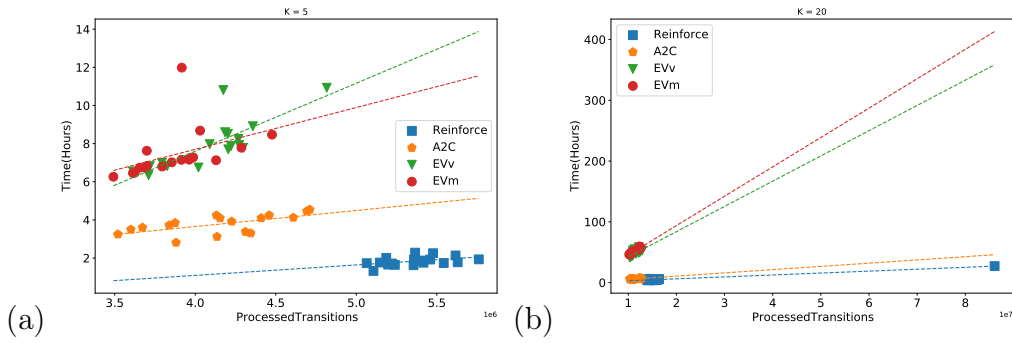 K = 5
14
12
10
8
6
4
2
Time(Hours)
Reinforce
A2C
EVv
EVm
3.5
4.0
4.5
5.0
5.5
1e6
ProcessedTransitions
(a)
K = 20
400
300
200
100
0
Time(Hours)
Reinforce
A2C
EVv
EVm
1
2
3
4
5
6
7
8
1e7
ProcessedTransitions
(b)